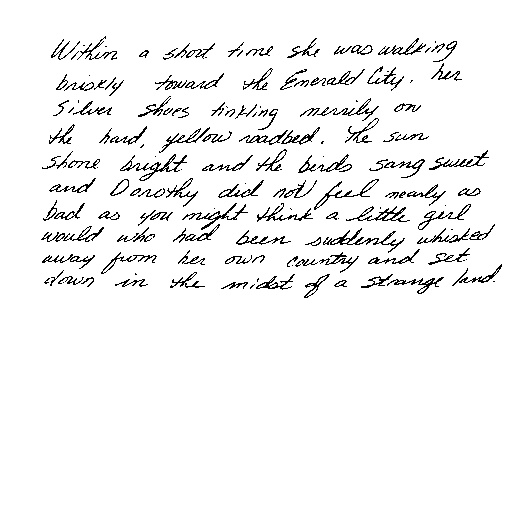 Within a short time she was walking
briskly toward the Emerald City, her
Silver Shoes tinkling merrily on
the hard, yellow roadbed. The sun
shone bright and the birds sang sweet
and Dorothy did not feel nearly as
bad as you might think a little girl
would who had been suddenly whisked
away from her own country and set
down in the midst of a strange land.